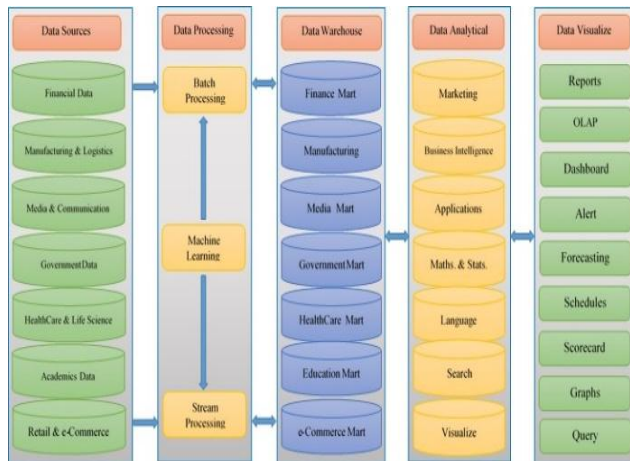 Data Sources
Financial Data
Manufacturing & Logistics
Media & Communication
GovernmentData
HealthCare & Life Science
Academics Data
Retail & e-Commerce
Data Processing
Batch
Processing
Machine
Learning
Stream
Processing
Data Warehouse
Finance Mart
Manufacturing
Media Mart
GovernmentMart
HealthCare Mart
Education Mart
e-Commerce Mart
Data Analytical
Marketing
Business Intelligence
Applications
Maths. & Stats.
Language
Search
Visualize
Data Visualize
Reports
OLAP
Dashboard
Alert
Forecasting
Schedules
Scorecard
Graphs
Query